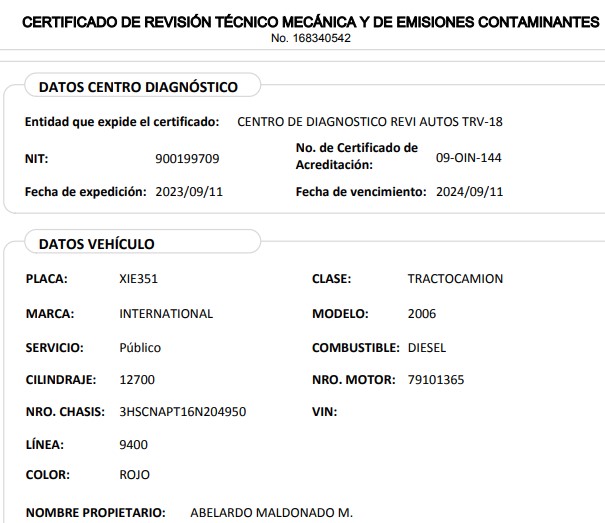 CERTIFICADO DE REVISIÓN TÉCNICO MECÁNICA Y DE EMISIONES CONTAMINANTES
No. 168340542
DATOS CENTRO DIAGNÓSTICO
Entidad que expide el certificado: CENTRO DE DIAGNOSTICO REVI AUTOS TRV-18
NIT: 900199709 No. de Certificado de
Acreditación: 09-OIN-144
Fecha de expedición: 2023/09/11 Fecha de vencimiento: 2024/09/11
DATOS VEHÍCULO
PLACA: XIE351 CLASE: TRACTOCAMION
MARCA: INTERNATIONAL MODELO: 2006
SERVICIO: Público COMBUSTIBLE: DIESEL
CILINDRAJE: 12700 NRO. MOTOR: 79101365
NRO. CHASIS: 3HSCNAPT16N204950 VIN:
LÍNEA: 9400
COLOR: ROJO
NOMBRE PROPIETARIO: ABELARDO MALDONADO M.